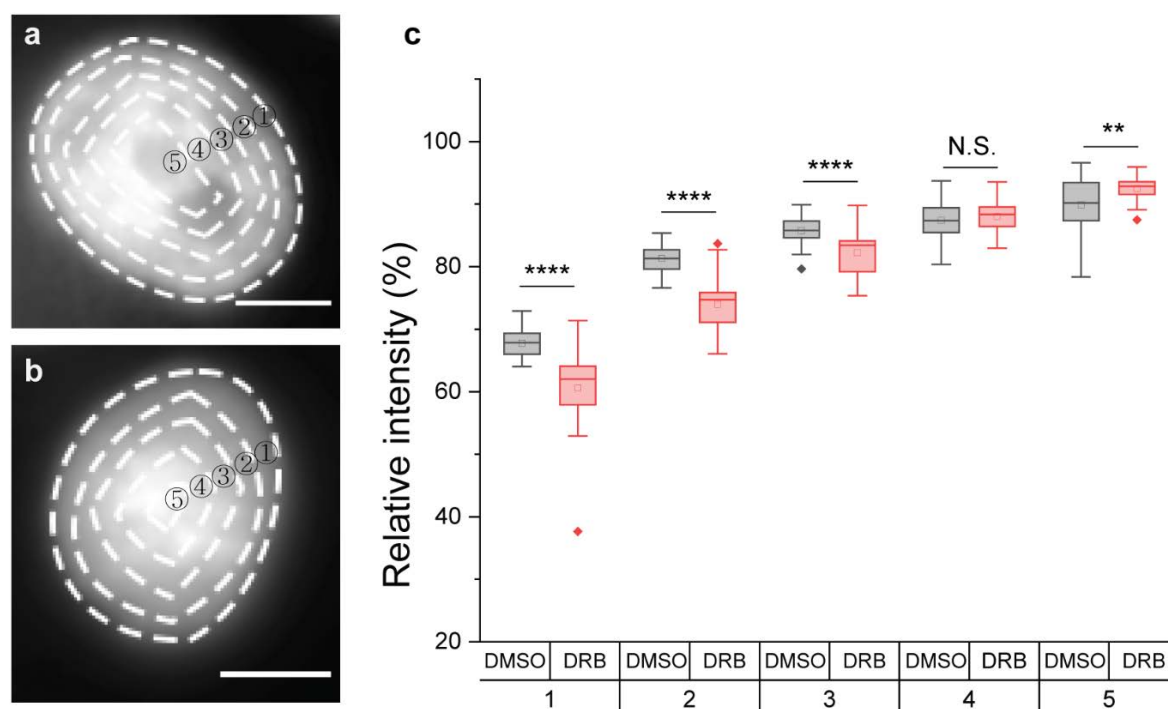 a
① 
②
③
④
⑤
b
①
②
③
④
⑤
c
Relative intensity (%)
100
80
60
40
20
****
****
****
N.S.
**
DMSO DRB DMSO DRB DMSO DRB DMSO DRB DMSO DRB
1 2 3 4 5